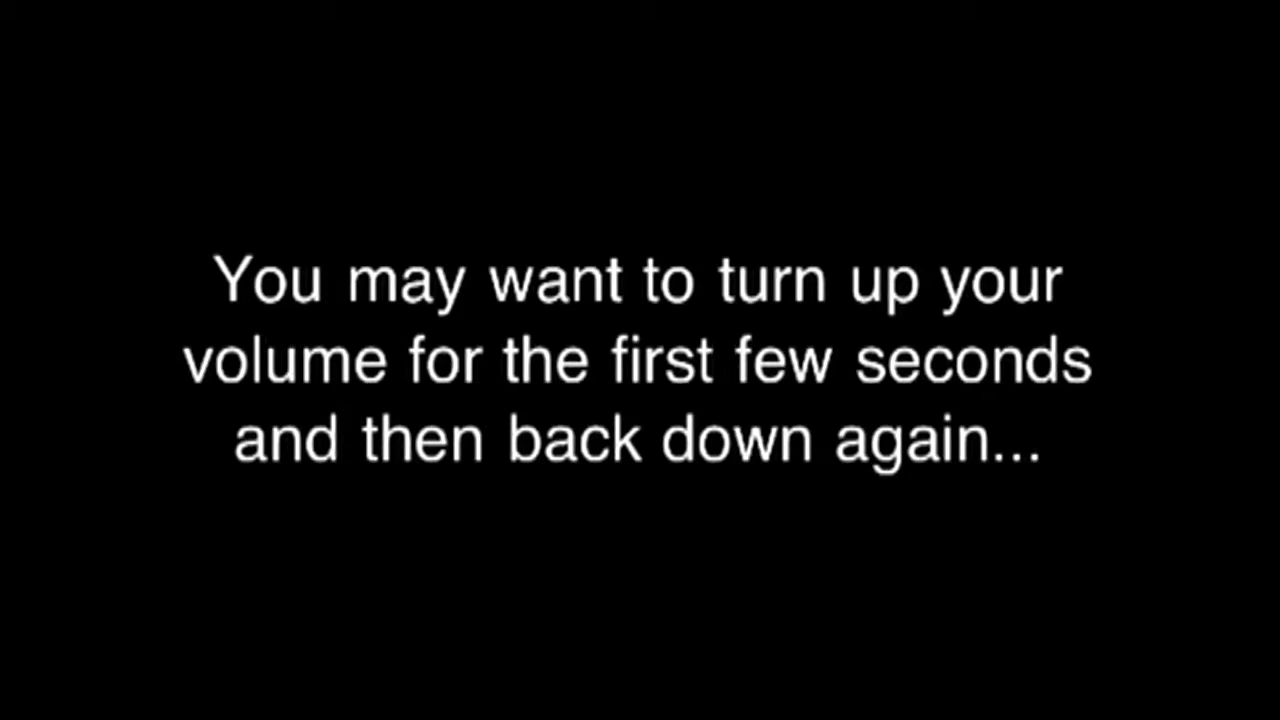 You may want to turn up your
volume for the first few seconds
and then back down again...